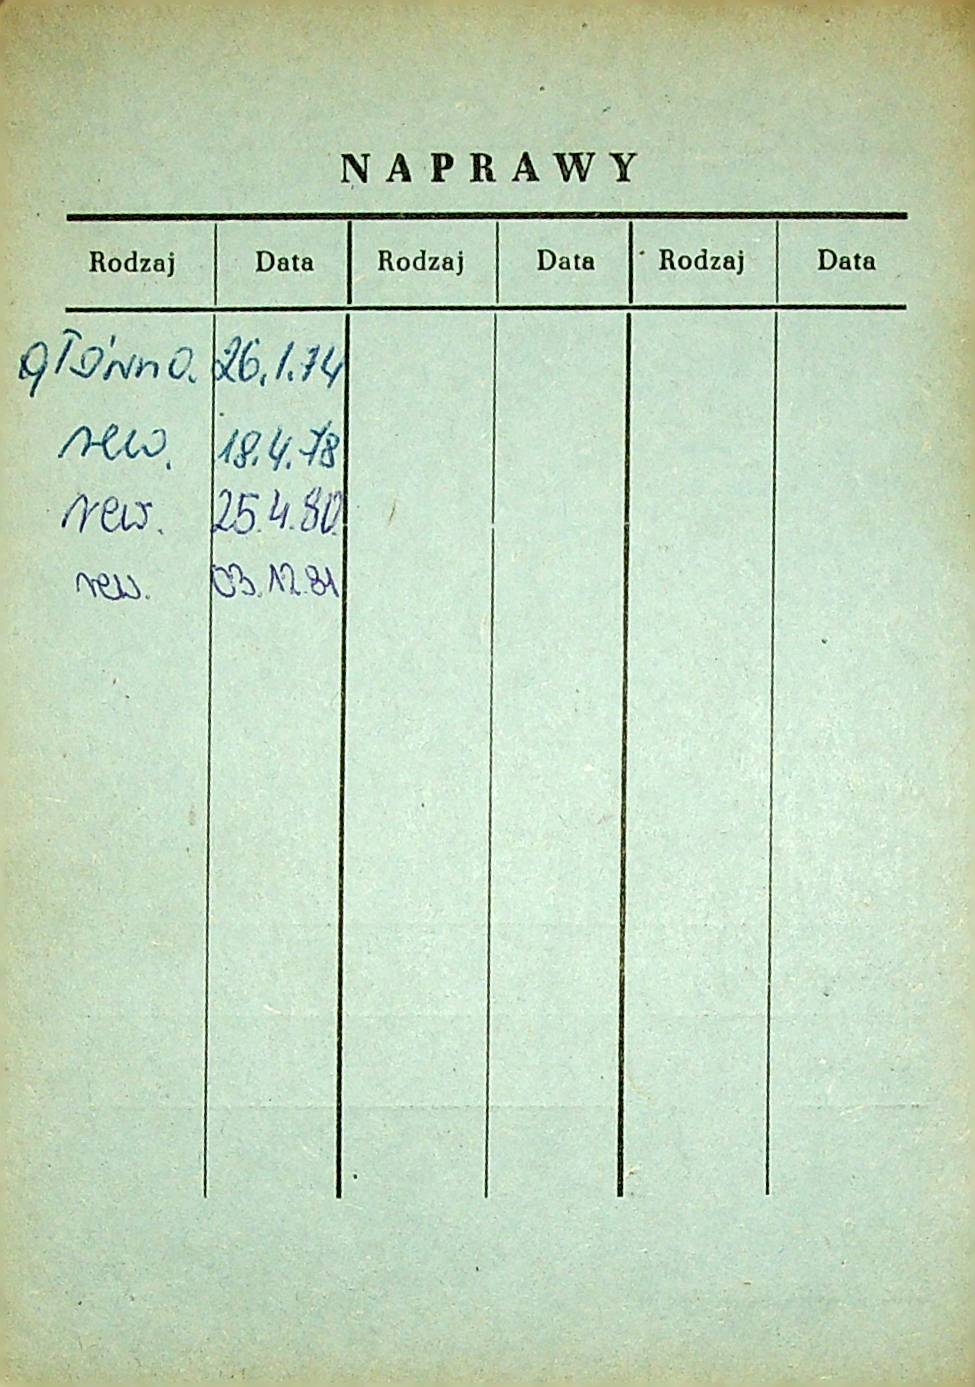 NAPRAWY
Rodzaj Data Rodzaj Data Rodzaj Data
główna. 26.1.74
rew. 18.4.78
rew. 25.4.80.
rew. 03.12.81